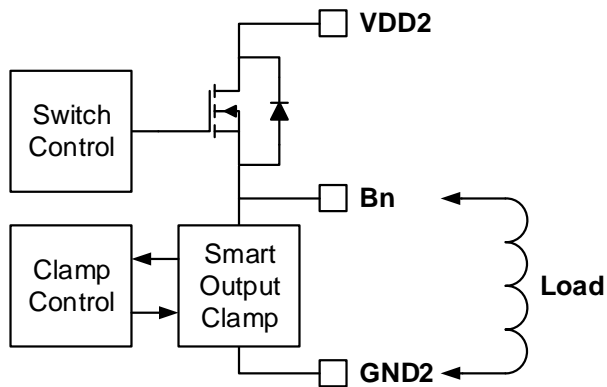 VDD2
Switch
Control
Bn
Clamp
Control
Smart
Output
Clamp
Load
GND2